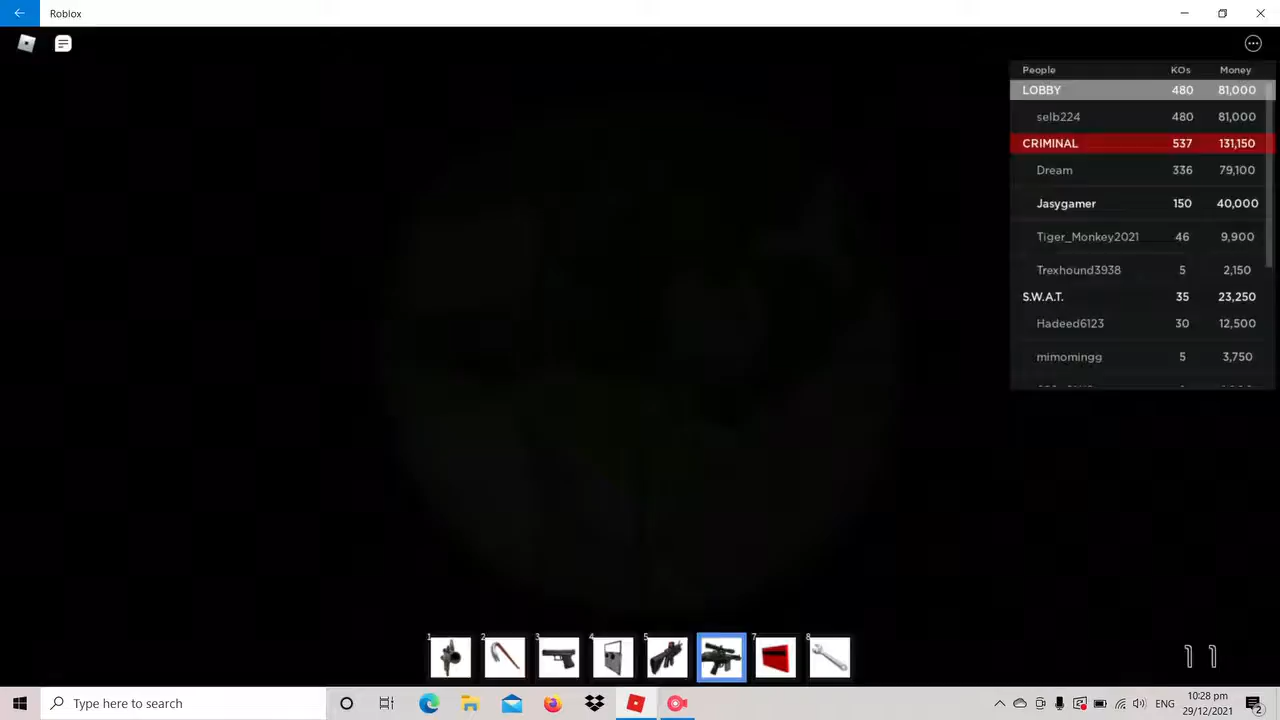 Roblox
People KOs Money
LOBBY 480 81,000
selb224 480 81,000
CRIMINAL 537 131,150
Dream 336 79,100
Jasygamer 150 40,000
Tiger_Monkey2021 46 9,900
Trexhound3938 5 2,150
S.W.A.T. 35 23,250
Hadeed6123 30 12,500
mimomingg 5 3,750
1 2 3 4 5 7 8
Type here to search
ENG
10:28 pm
29/12/2021
2